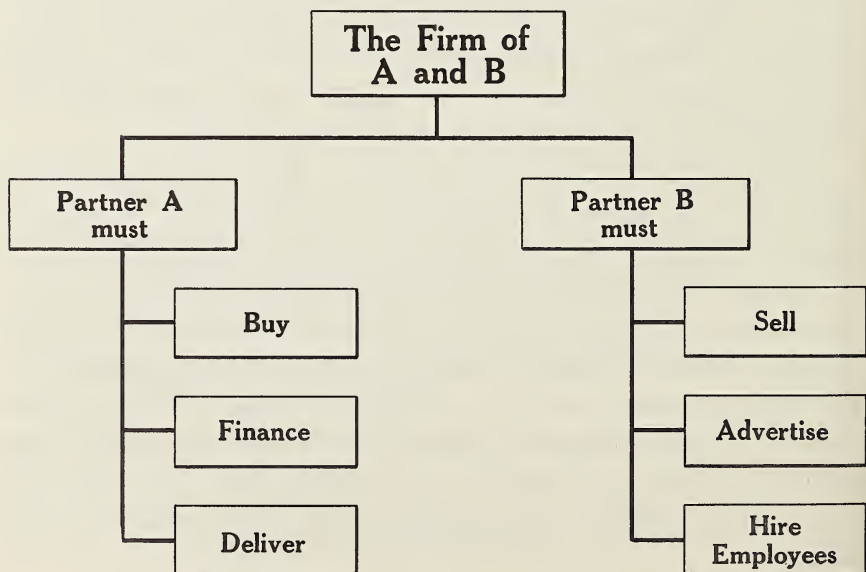 The Firm of
A and B
Partner A
must
Partner B
must
Buy
Finance
Deliver
Sell
Advertise
Hire
Employees